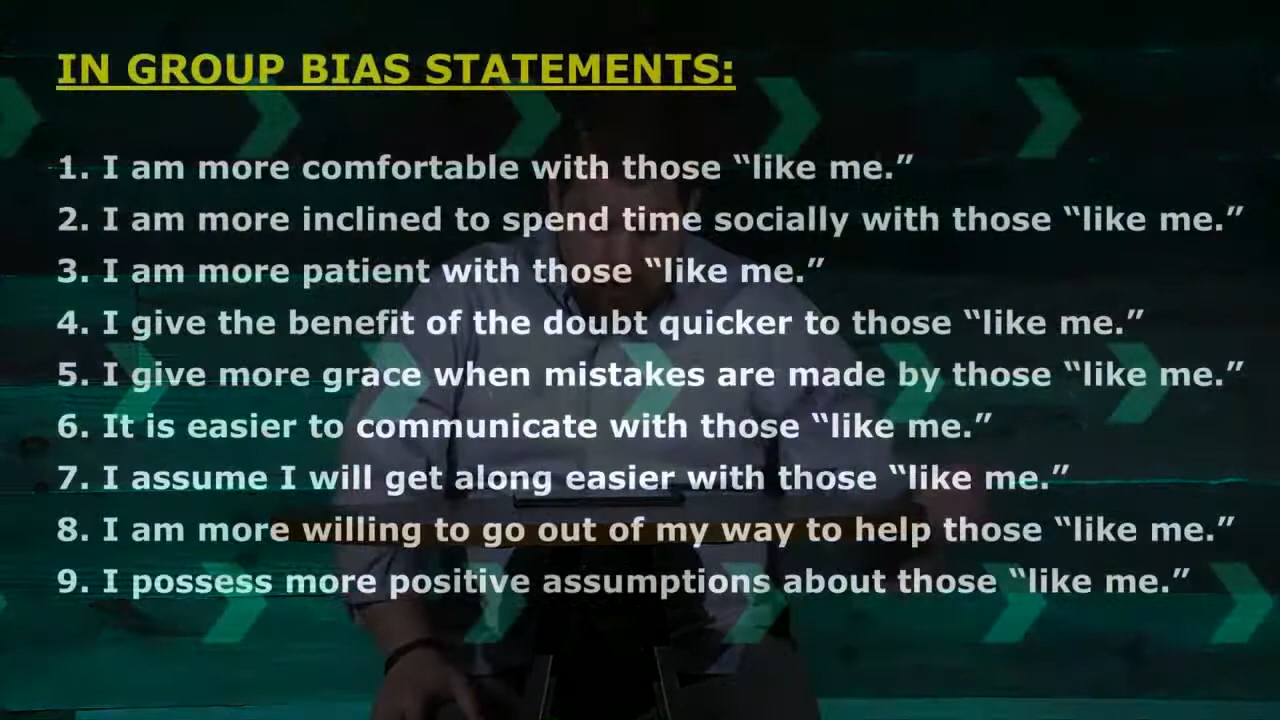 IN GROUP BIAS STATEMENTS:
1. I am more comfortable with those “like me.”
2. I am more inclined to spend time socially with those “like me.”
3. I am more patient with those “like me.”
4. I give the benefit of the doubt quicker to those “like me.”
5. I give more grace when mistakes are made by those “like me.”
6. It is easier to communicate with those “like me.”
7. I assume I will get along easier with those “like me.”
8. I am more willing to go out of my way to help those “like me.”
9. I possess more positive assumptions about those “like me.”